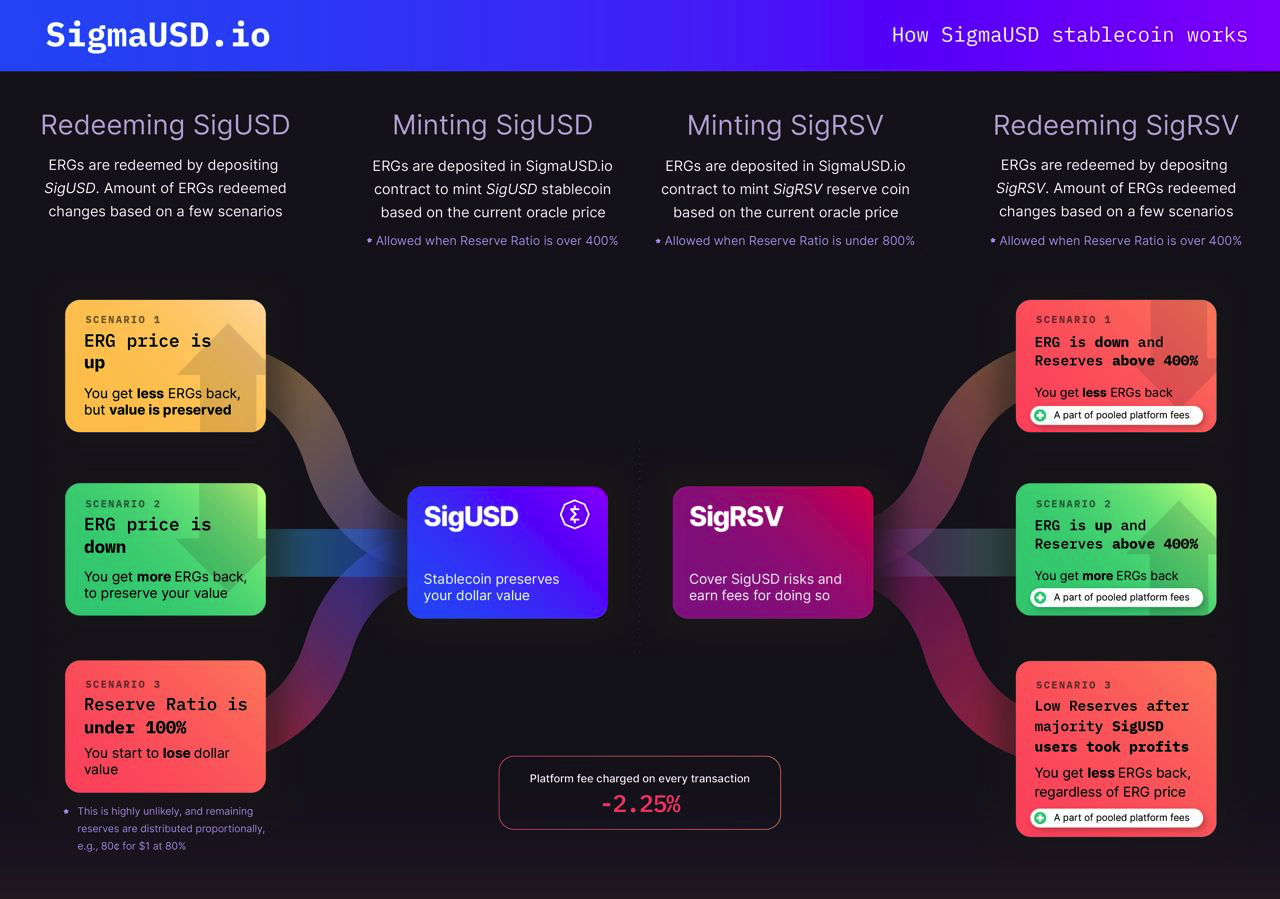 SigmaUSD.io
How SigmaUSD stablecoin works
Redeeming SigUSD
ERGs are redeemed by depositing
SigUSD. Amount of ERGs redeemed
changes based on a few scenarios
Minting SigUSD
ERGs are deposited in SigmaUSD.io
contract to mint SigUSD stablecoin
based on the current oracle price
* Allowed when Reserve Ratio is over 400%
Minting SigRSV
ERGs are deposited in SigmaUSD.io
contract to mint SigRSV reserve coin
based on the current oracle price
* Allowed when Reserve Ratio is under 800%
Redeeming SigRSV
ERGs are redeemed by depositng
SigRSV. Amount of ERGs redeemed
changes based on a few scenarios
* Allowed when Reserve Ratio is over 400%
SCENARIO 1
ERG price is
up
You get less ERGs back,
but value is preserved
SCENARIO 2
ERG price is
down
You get more ERGs back,
to preserve your value
SCENARIO 3
Reserve Ratio is
under 100%
You start to lose dollar
value
* This is highly unlikely, and remaining
reserves are distributed proportionally,
e.g., 80¢ for $1 at 80%
SigUSD
Stablecoin preserves
your dollar value
SigRSV
Cover SigUSD risks and
earn fees for doing so
Platform fee charged on every transaction
-2.25%
SCENARIO 1
ERG is down and
Reserves above 400%
You get less ERGs back
A part of pooled platform fees
SCENARIO 2
ERG is up and
Reserves above 400%
You get more ERGs back
A part of pooled platform fees
SCENARIO 3
Low Reserves after
majority SigUSD
users took profits
You get less ERGs back,
regardless of ERG price
A part of pooled platform fees